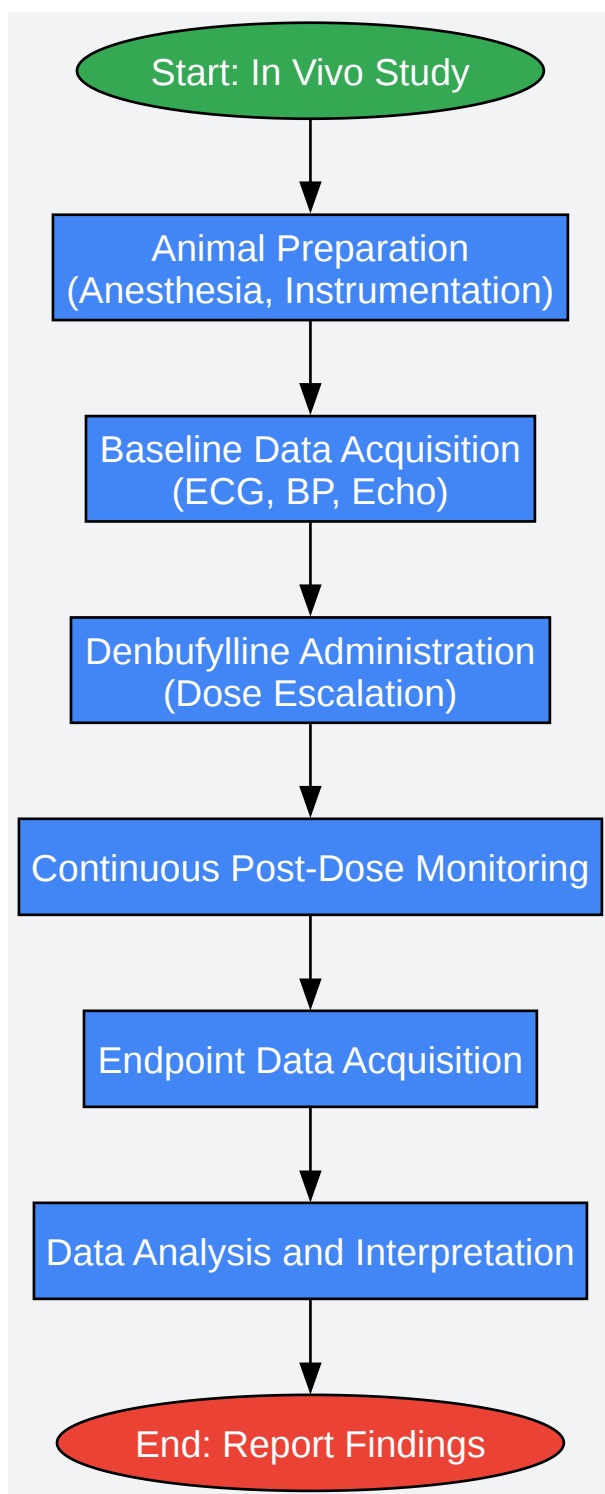 Start: In Vivo Study
Animal Preparation
(Anesthesia, Instrumentation)
Baseline Data Acquisition
(ECG, BP, Echo)
Denbufylline Administration
(Dose Escalation)
Continuous Post-Dose Monitoring
Endpoint Data Acquisition
Data Analysis and Interpretation
End: Report Findings